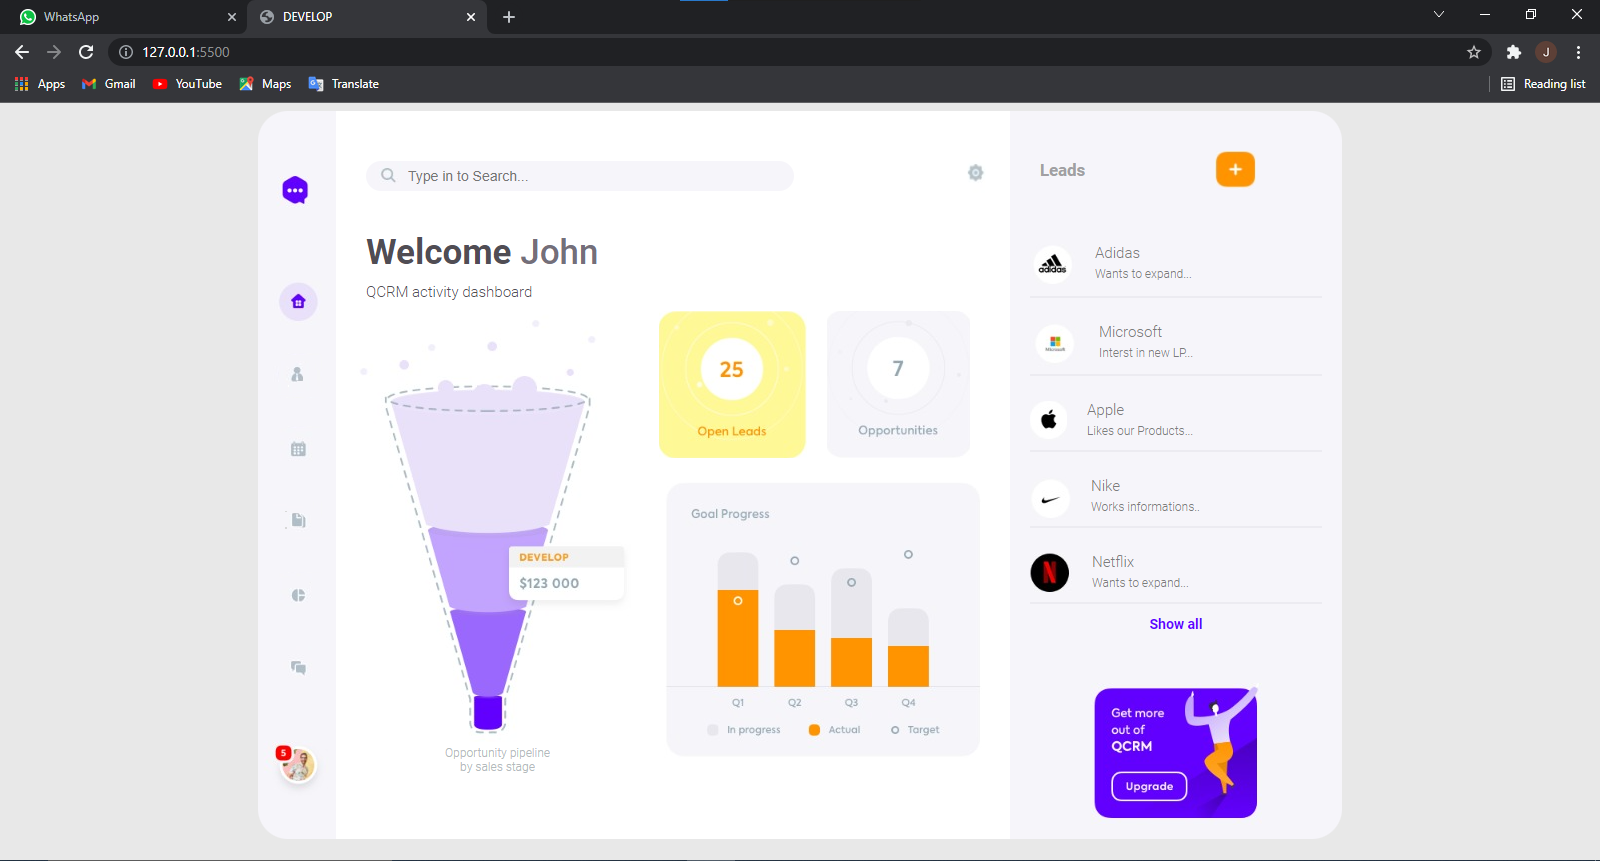 WhatsApp
DEVELOP
127.0.0.1:5500
J
Apps
Gmail
YouTube
Maps
Translate
Reading list
Type in to Search...
Welcome John
QCRM activity dashboard
25
Open Leads
7
Opportunities
DEVELOP
$123 000
Opportunity pipeline
by sales stage
Goal Progress
Q1 Q2 Q3 Q4
In progress Actual Target
5
Leads
+
adidas
Adidas
Wants to expand...
Microsoft
Microsoft
Interst in new LP...
Apple
Likes our Products...
Nike
Works informations..
N
Netflix
Wants to expand...
Show all
Get more
out of
QCRM
Upgrade